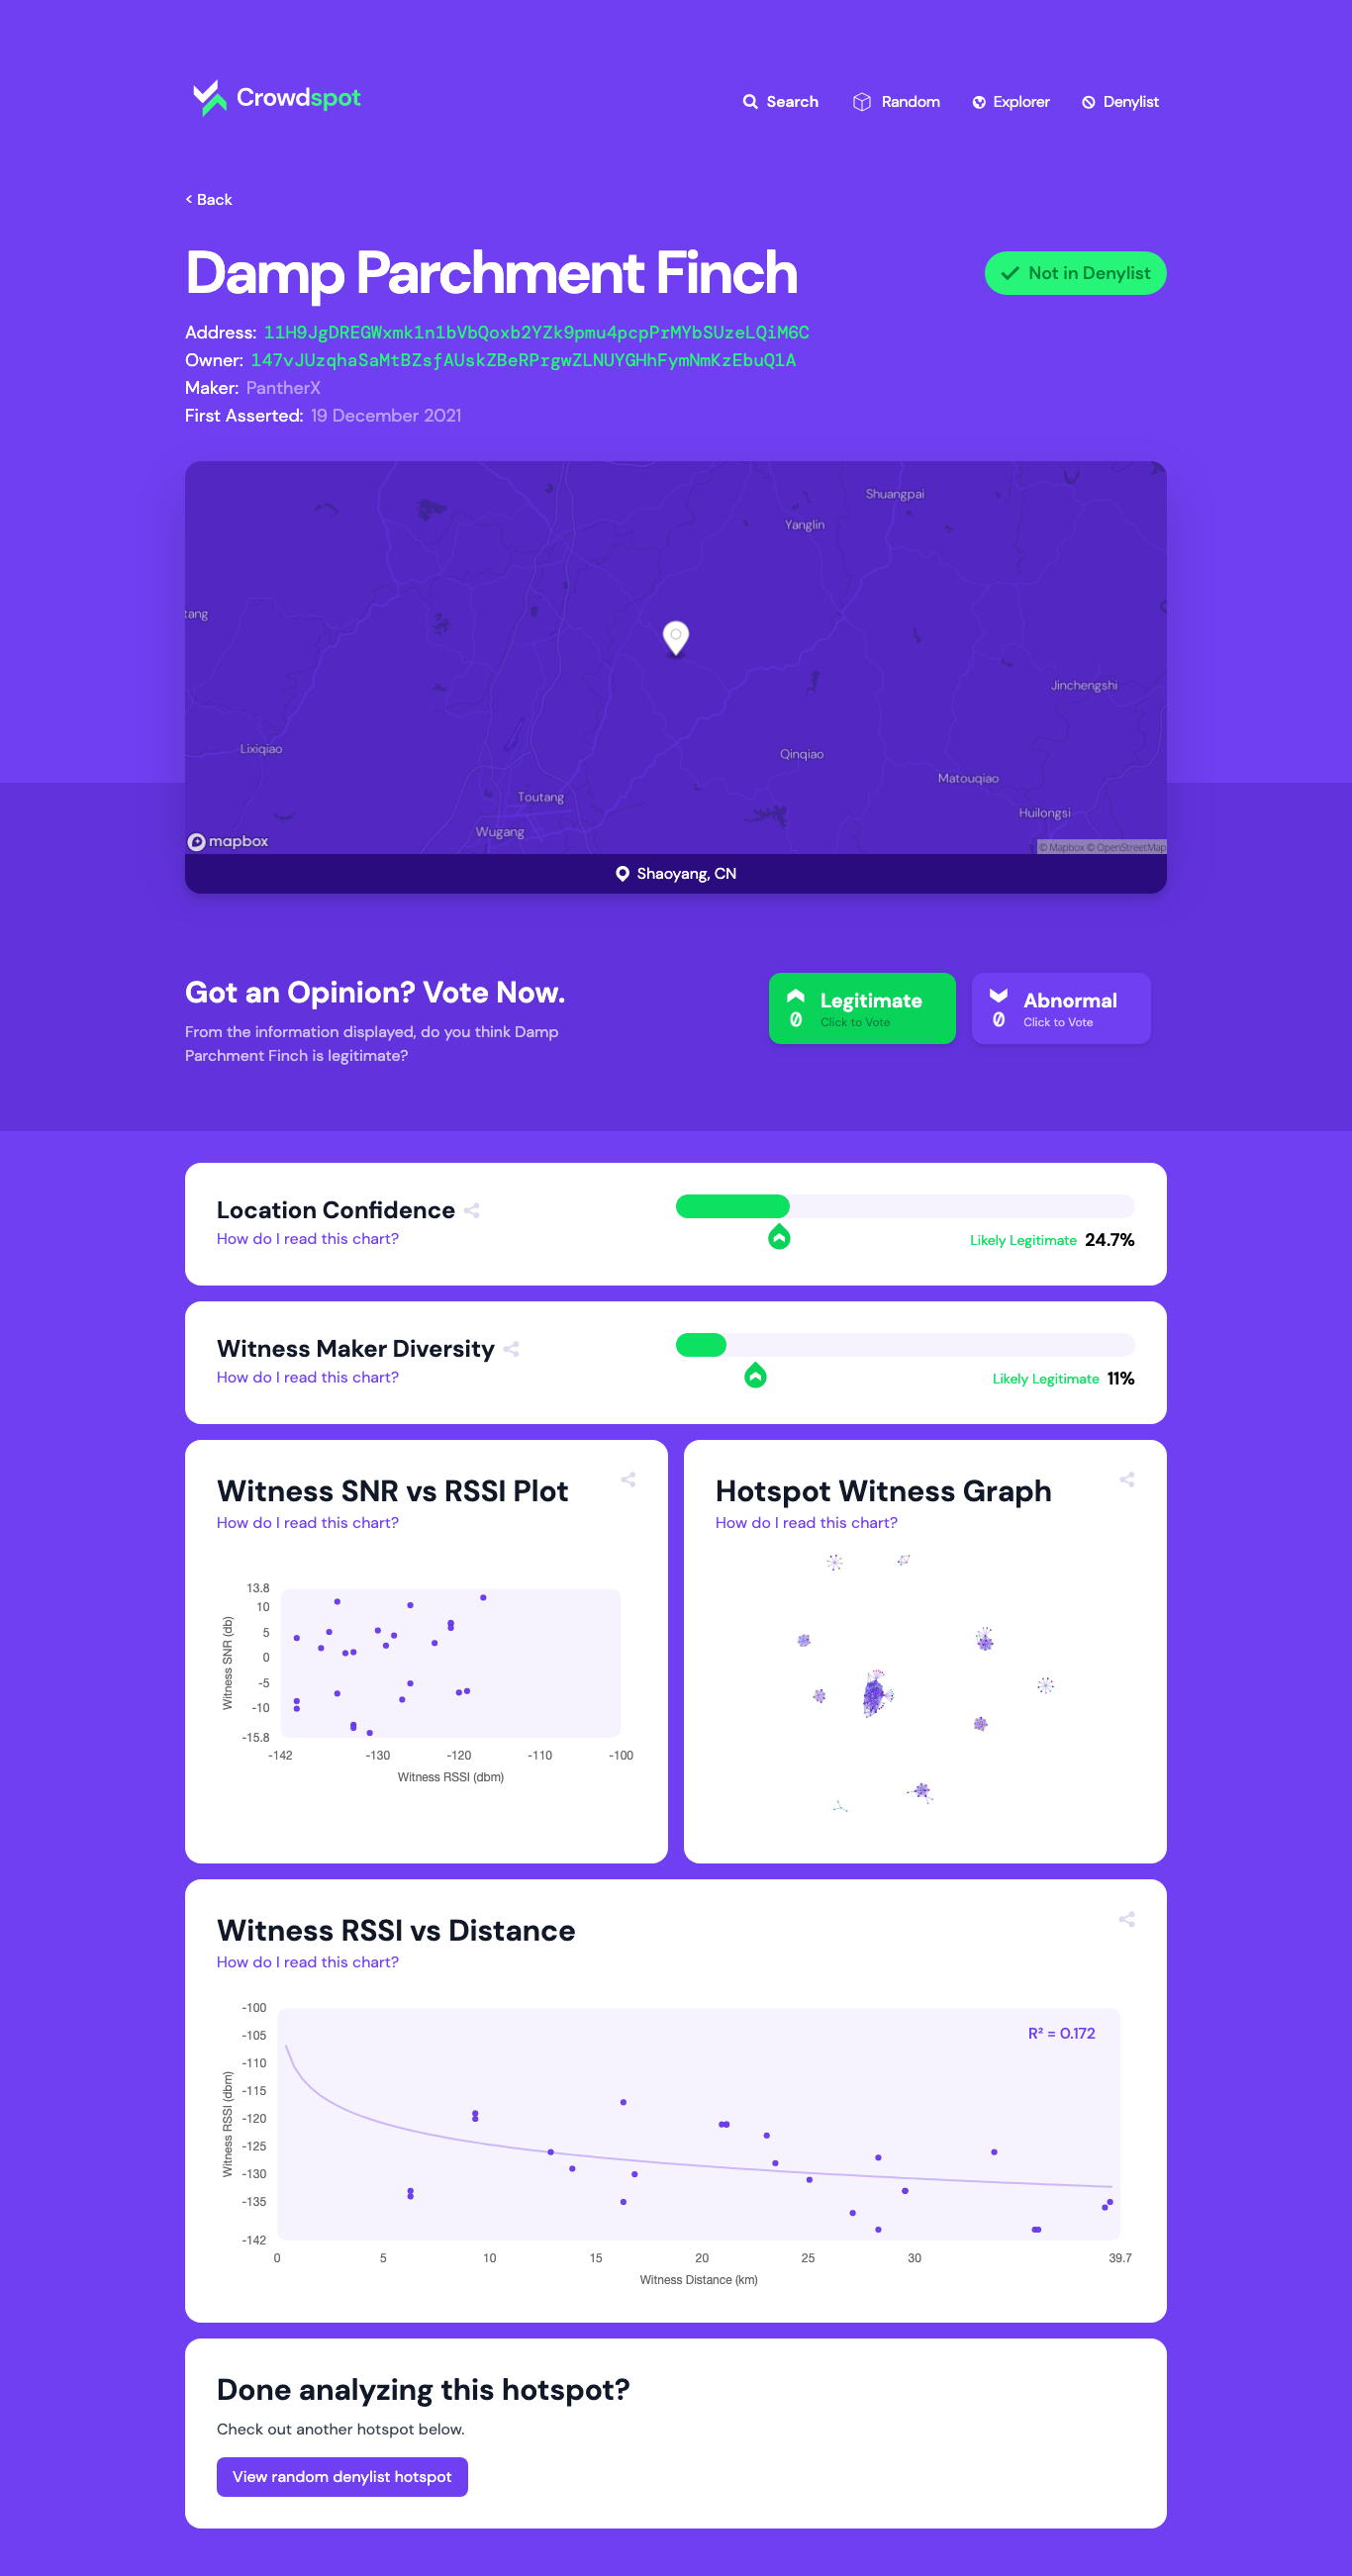 Crowdspot
Search Random Explorer Denylist
< Back
Damp Parchment Finch
Not in Denylist
Address: 11H9JgDREGWxmk1n1bVbQoxb2YZk9pmu4pcpPrMYbSUzeLQiM6C
Owner: 147vJUzqhaSaMtBZsfAUskZBeRPrgwZLNUYGHhFymNmKzEbuQ1A
Maker: PantherX
First Asserted: 19 December 2021
Shuangpai
Yanglin
tang
Jinchengshi
Lixiqiao
Qinqiao
Matouqiao
Toutang
Huilongsi
Wugang
mapbox
© Mapbox © OpenStreetMap
Shaoyang, CN
Got an Opinion? Vote Now.
From the information displayed, do you think Damp
Parchment Finch is legitimate?
Legitimate
0 Click to Vote
Abnormal
0 Click to Vote
Location Confidence
How do I read this chart?
Likely Legitimate 24.7%
Witness Maker Diversity
How do I read this chart?
Likely Legitimate 11%
Witness SNR vs RSSI Plot
How do I read this chart?
13.8
10
5
0
-5
-10
-15.8
Witness SNR (db)
-142 -130 -120 -110 -100
Witness RSSI (dbm)
Hotspot Witness Graph
How do I read this chart?
Witness RSSI vs Distance
How do I read this chart?
-100
-105
-110
-115
-120
-125
-130
-135
-142
Witness RSSI (dbm)
R² = 0.172
0 5 10 15 20 25 30 39.7
Witness Distance (km)
Done analyzing this hotspot?
Check out another hotspot below.
View random denylist hotspot